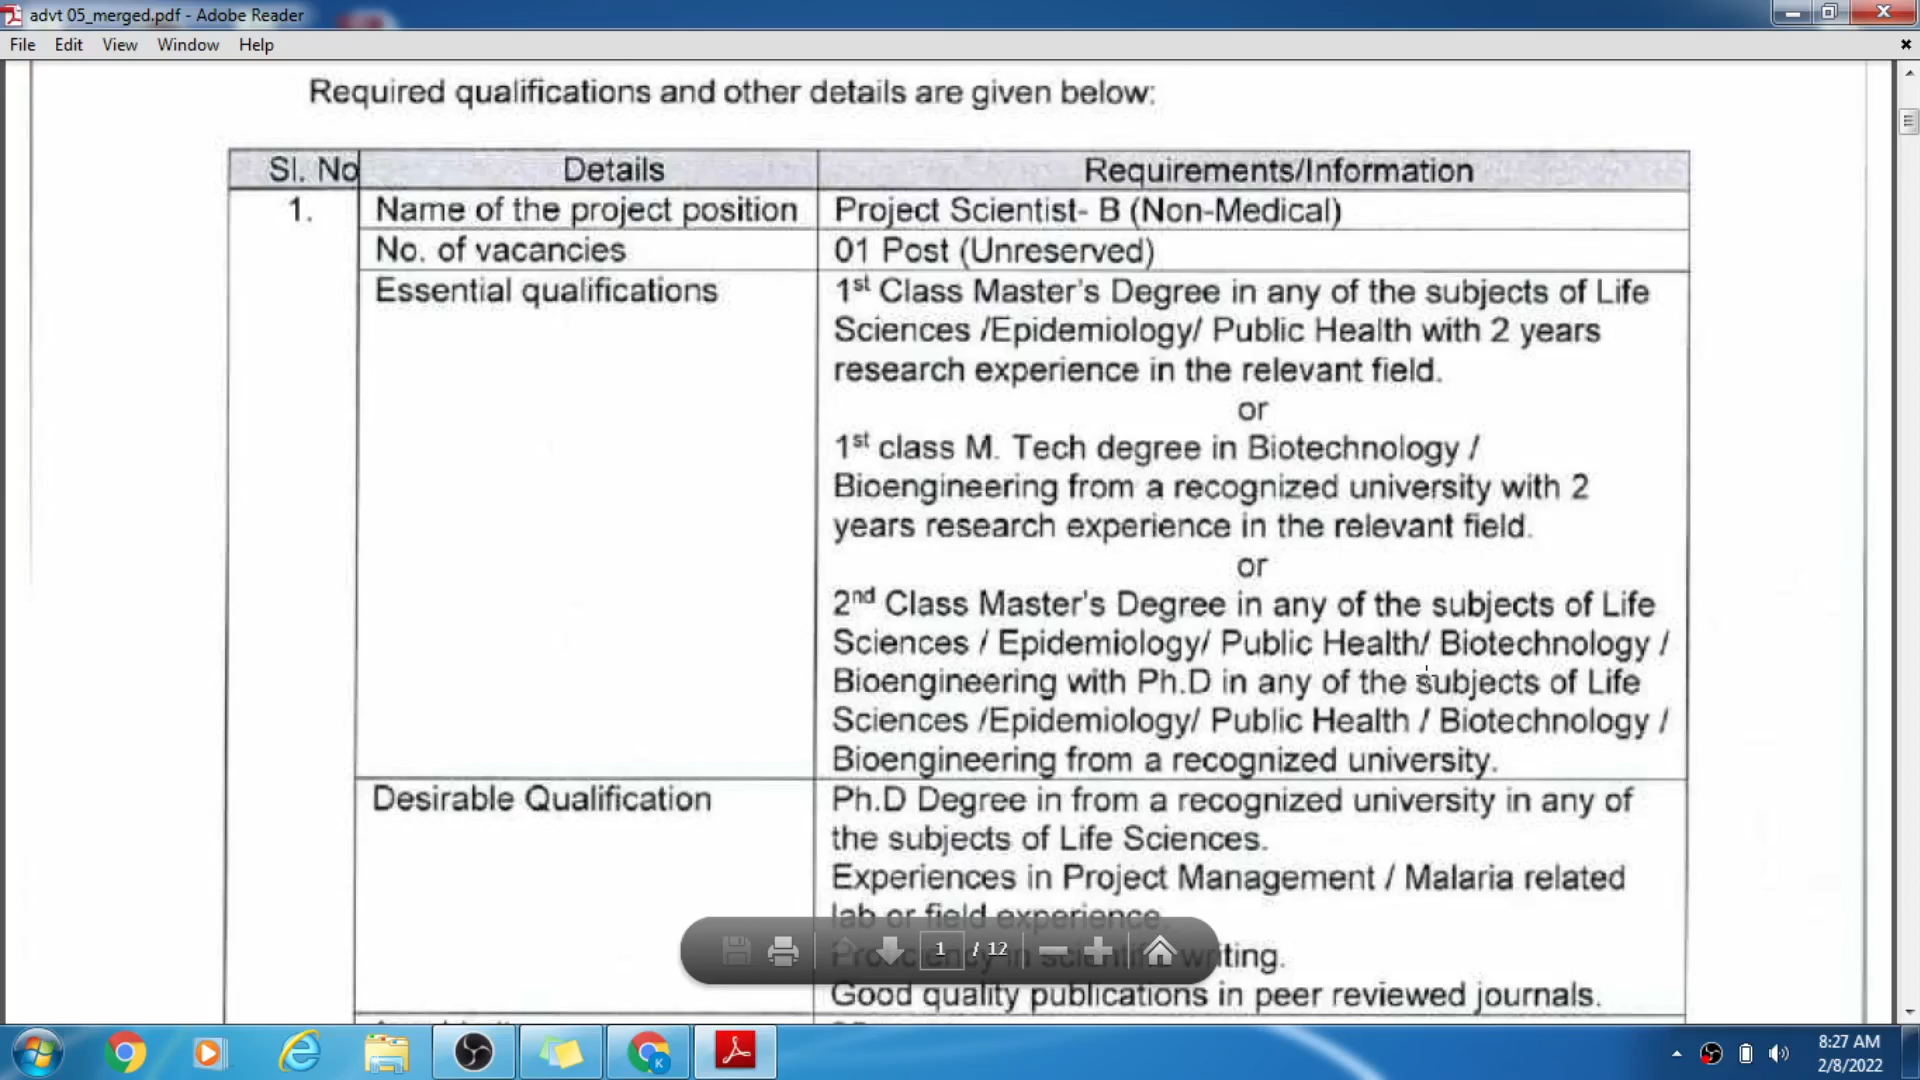 advt 05_merged.pdf - Adobe Reader
File Edit View Window Help
Required qualifications and other details are given below:
Sl. No Details Requirements/Information
1. Name of the project position Project Scientist- B (Non-Medical)
No. of vacancies 01 Post (Unreserved)
Essential qualifications 1st Class Master's Degree in any of the subjects of Life
Sciences /Epidemiology/ Public Health with 2 years
research experience in the relevant field.
or
1st class M. Tech degree in Biotechnology /
Bioengineering from a recognized university with 2
years research experience in the relevant field.
or
2nd Class Master's Degree in any of the subjects of Life
Sciences / Epidemiology/ Public Health/ Biotechnology /
Bioengineering with Ph.D in any of the subjects of Life
Sciences /Epidemiology/ Public Health / Biotechnology /
Bioengineering from a recognized university.
Desirable Qualification Ph.D Degree in from a recognized university in any of
the subjects of Life Sciences.
Experiences in Project Management / Malaria related
lab or field experience.
Proficiency in scientific writing.
Good quality publications in peer reviewed journals.
1 / 12
8:27 AM
2/8/2022